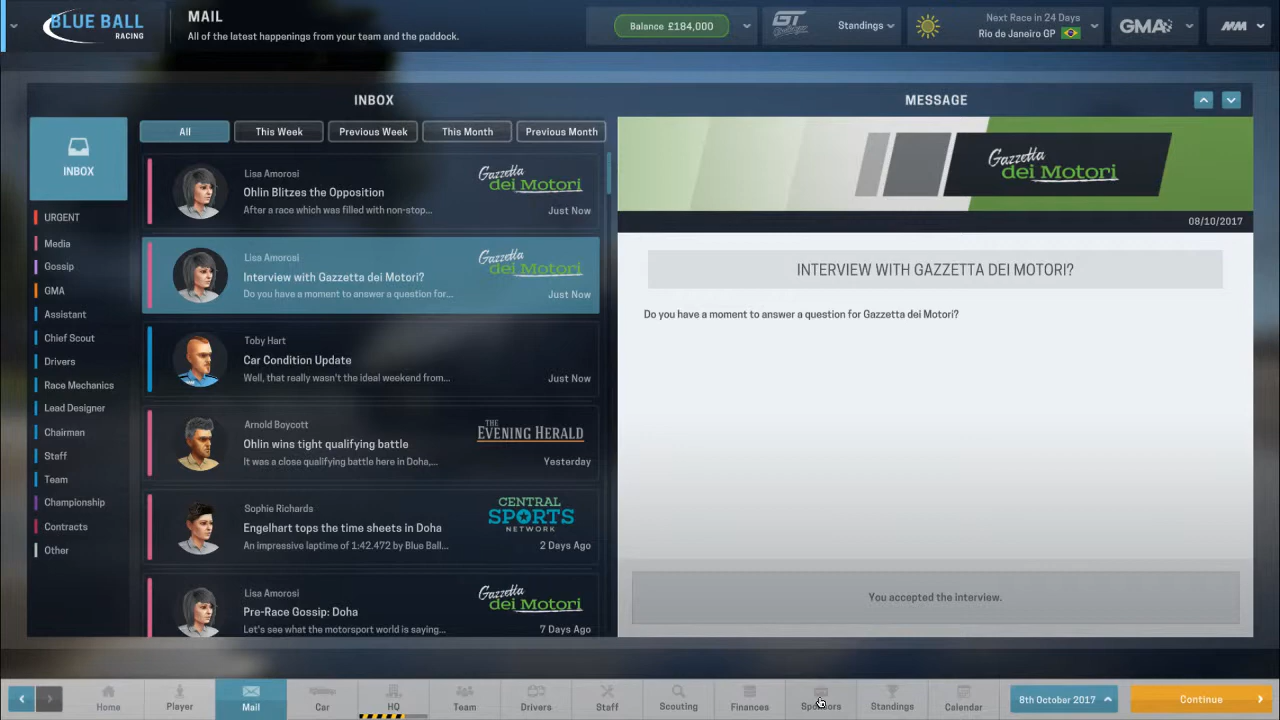 BLUE BALL
RACING
MAIL
All of the latest happenings from your team and the paddock.
Balance £184,000
GT
Standings
Next Race in 24 Days
Rio de Janeiro GP
GMA
MM
INBOX
MESSAGE
INBOX
URGENT
Media
Gossip
GMA
Assistant
Chief Scout
Drivers
Race Mechanics
Lead Designer
Chairman
Staff
Team
Championship
Contracts
Other
All
This Week
Previous Week
This Month
Previous Month
Lisa Amorosi
Ohlin Blitzes the Opposition
After a race which was filled with non-stop...
Gazzetta
dei Motori
Just Now
Lisa Amorosi
Interview with Gazzetta dei Motori?
Do you have a moment to answer a question for...
Gazzetta
dei Motori
Just Now
Toby Hart
Car Condition Update
Well, that really wasn't the ideal weekend from...
Just Now
Arnold Boycott
Ohlin wins tight qualifying battle
It was a close qualifying battle here in Doha,...
THE
EVENING HERALD
Yesterday
Sophie Richards
Engelhart tops the time sheets in Doha
An impressive laptime of 1:42.472 by Blue Ball...
CENTRAL
SPORTS
NETWORK
2 Days Ago
Lisa Amorosi
Pre-Race Gossip: Doha
Let's see what the motorsport world is saying...
Gazzetta
dei Motori
7 Days Ago
Gazzetta
dei Motori
08/10/2017
INTERVIEW WITH GAZZETTA DEI MOTORI?
Do you have a moment to answer a question for Gazzetta dei Motori?
You accepted the interview.
Home
Player
Mail
Car
HQ
Team
Drivers
Staff
Scouting
Finances
Sponsors
Standings
Calendar
8th October 2017
Continue